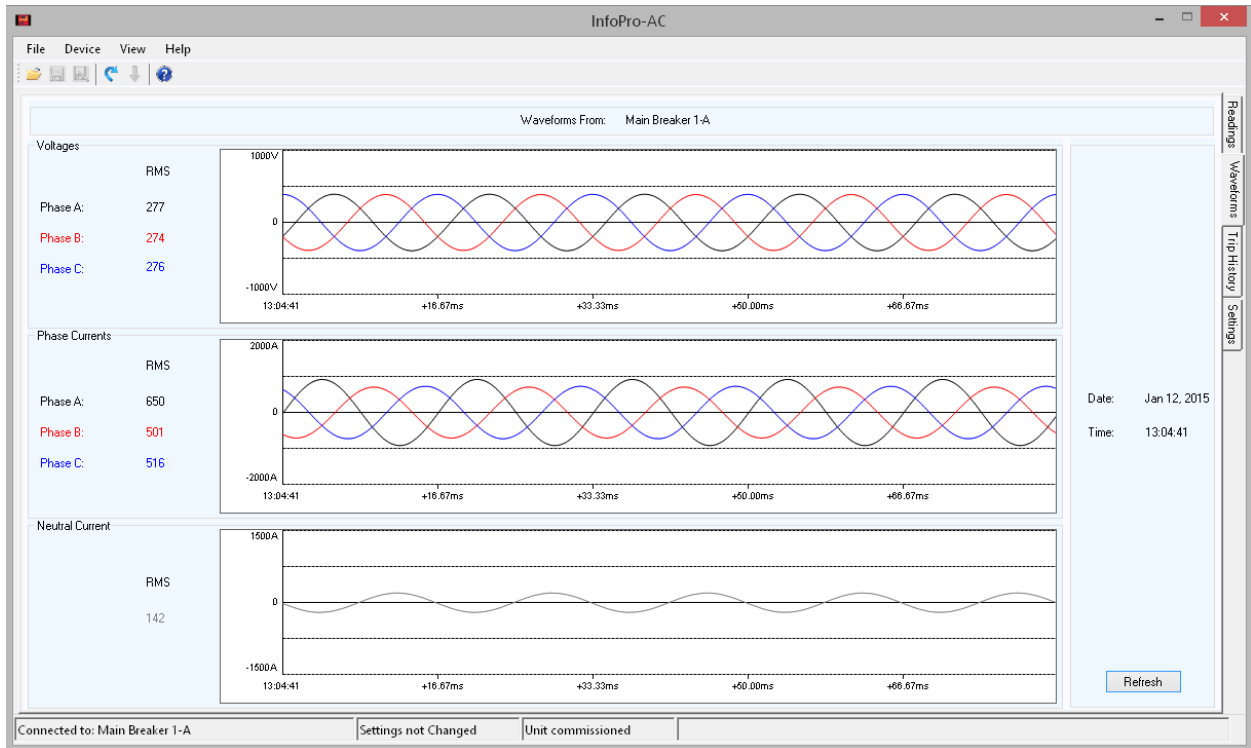 InfoPro-AC
File Device View Help
Waveforms From: Main Breaker 1-A
Voltages
RMS
Phase A: 277
Phase B: 274
Phase C: 276
1000V
0
-1000V
13:04:41 +16.67ms +33.33ms +50.00ms +66.67ms
Phase Currents
RMS
Phase A: 650
Phase B: 501
Phase C: 516
2000A
0
-2000A
13:04:41 +16.67ms +33.33ms +50.00ms +66.67ms
Neutral Current
RMS
142
1500A
0
-1500A
13:04:41 +16.67ms +33.33ms +50.00ms +66.67ms
Date: Jan 12, 2015
Time: 13:04:41
Refresh
Readings
Waveforms
Trip History
Settings
Connected to: Main Breaker 1-A Settings not Changed Unit commissioned